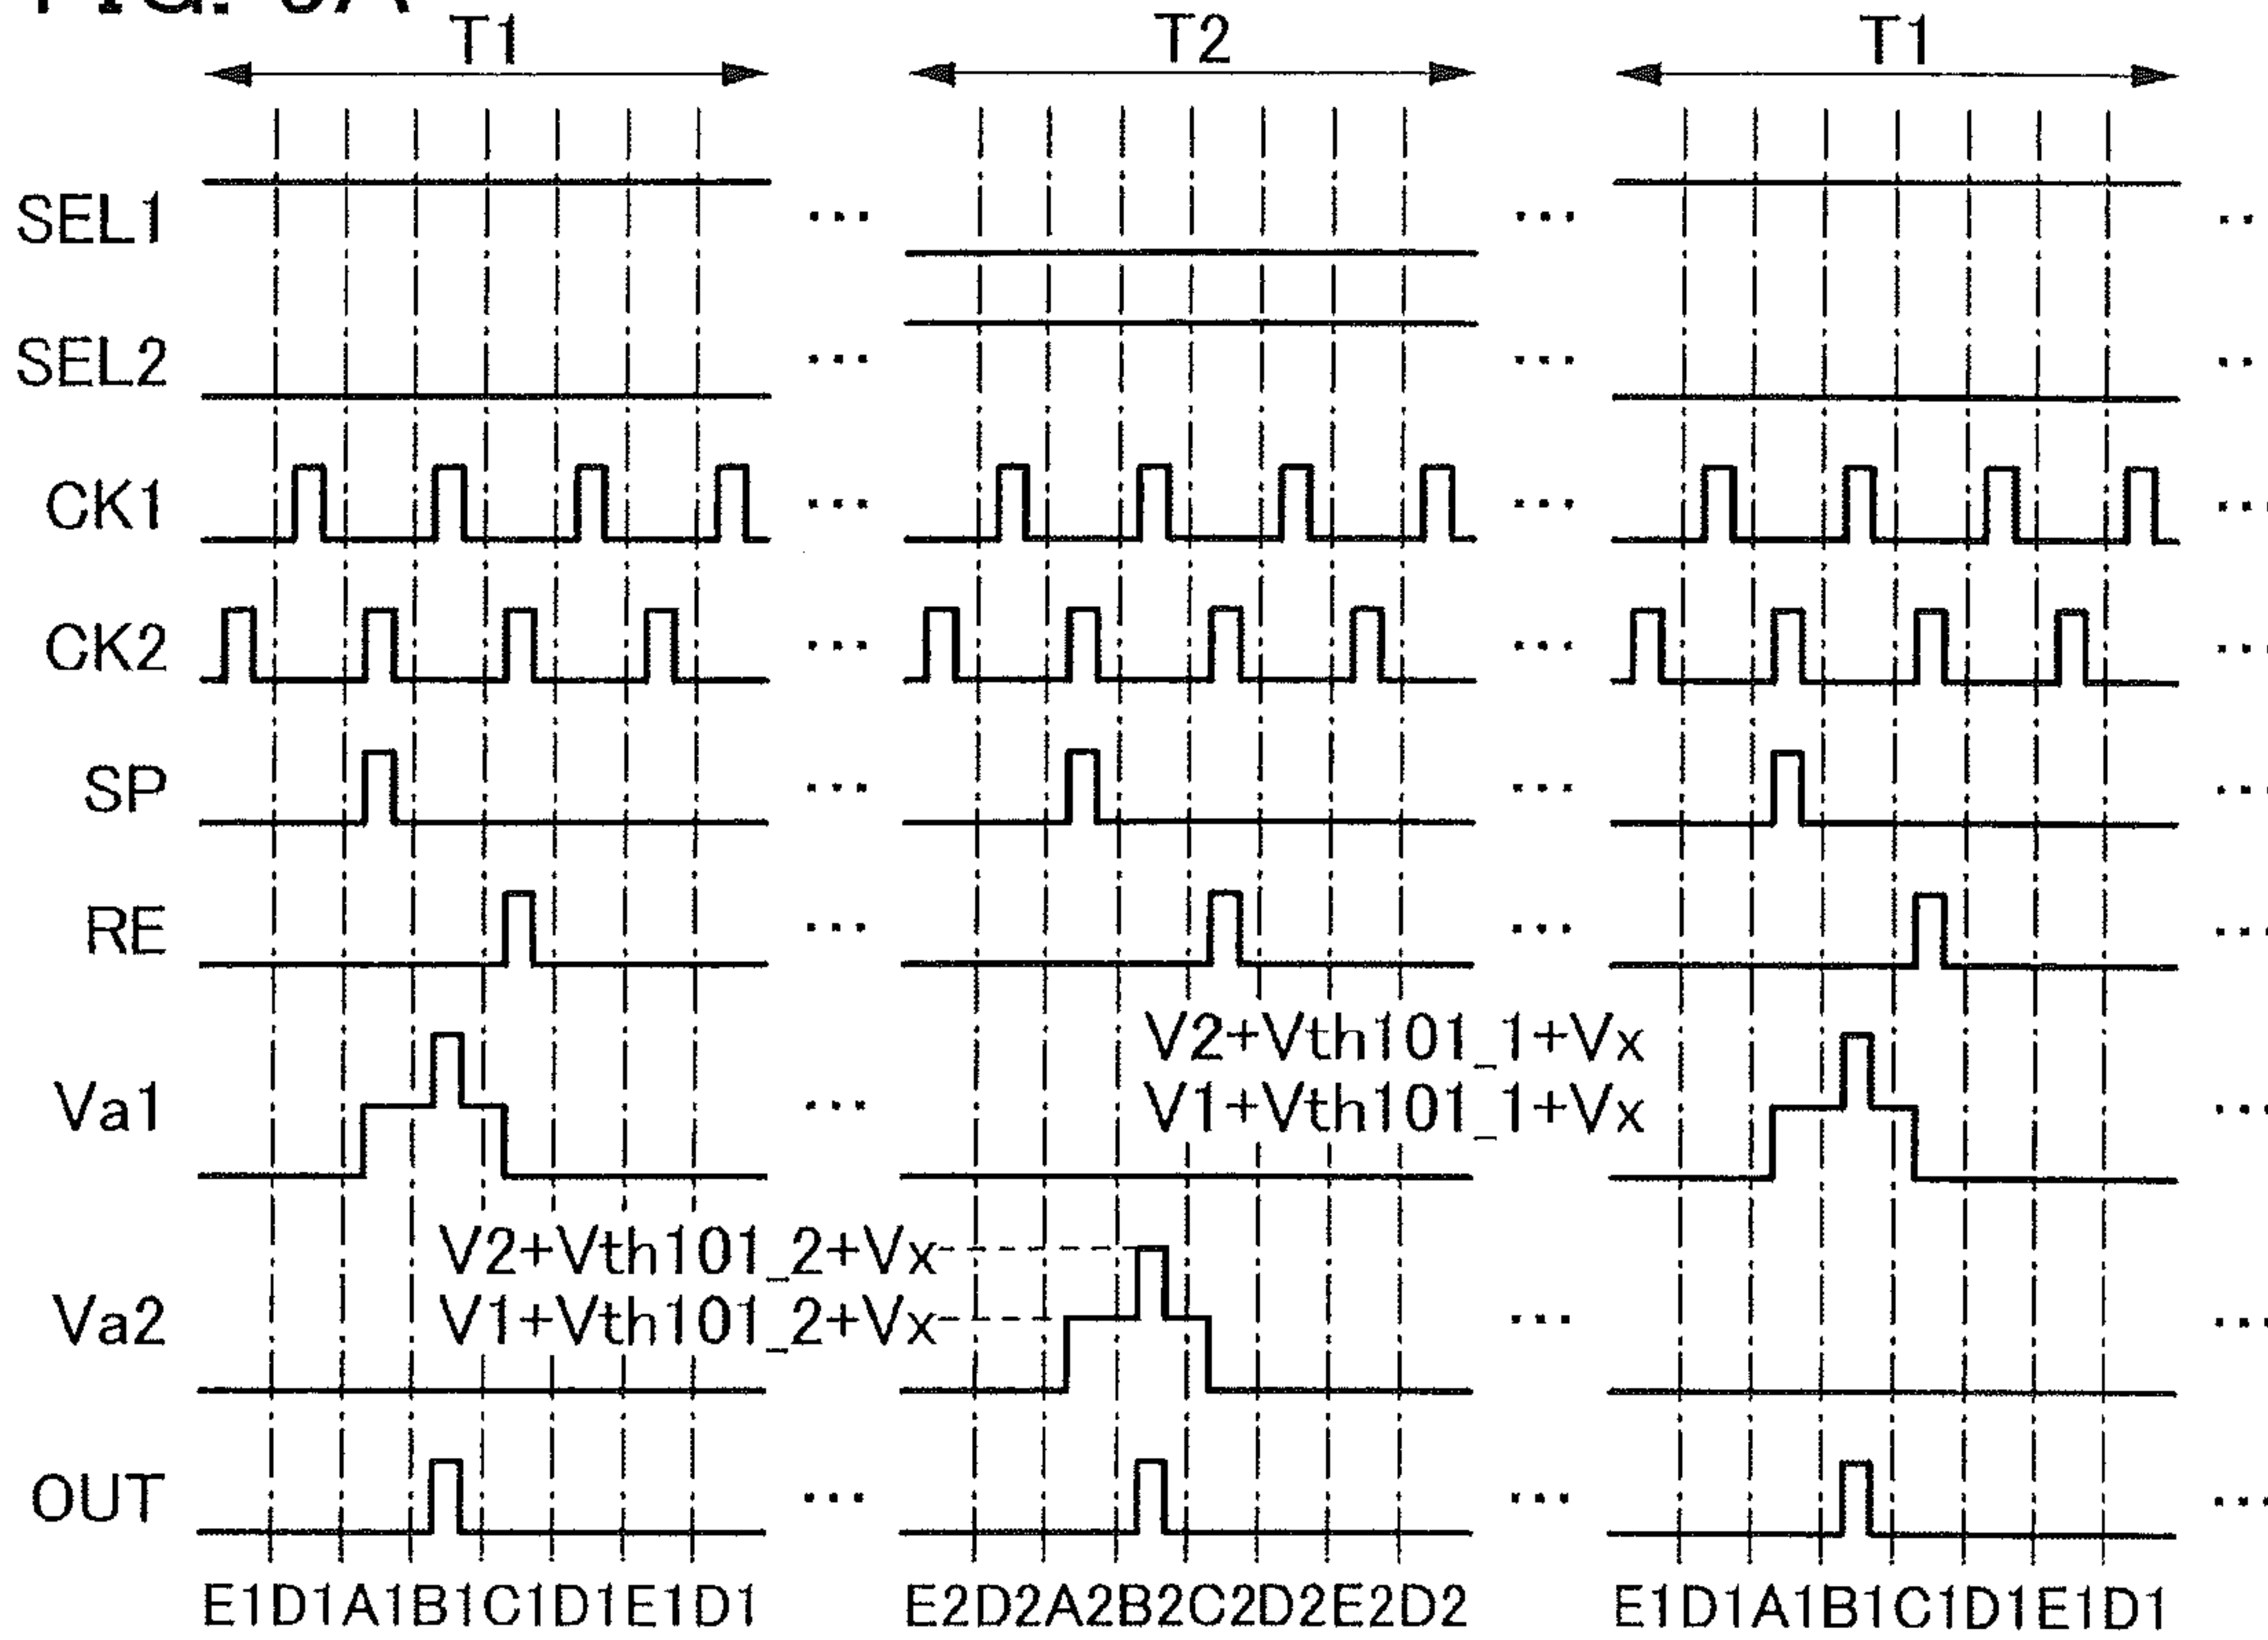 T1 T2 T1
SEL1 ... ... ..
SEL2 ... ... ..
CK1 ... ... ...
CK2 ... ... ...
SP ... ... ...
RE ... ... ...
V2+Vth101_1+Vx
Va1 ... V1+Vth101_1+Vx ...
V2+Vth101_2+Vx
Va2 V1+Vth101_2+Vx ... ...
OUT ... ... ...
E1D1A1B1C1D1E1D1 E2D2A2B2C2D2E2D2 E1D1A1B1C1D1E1D1